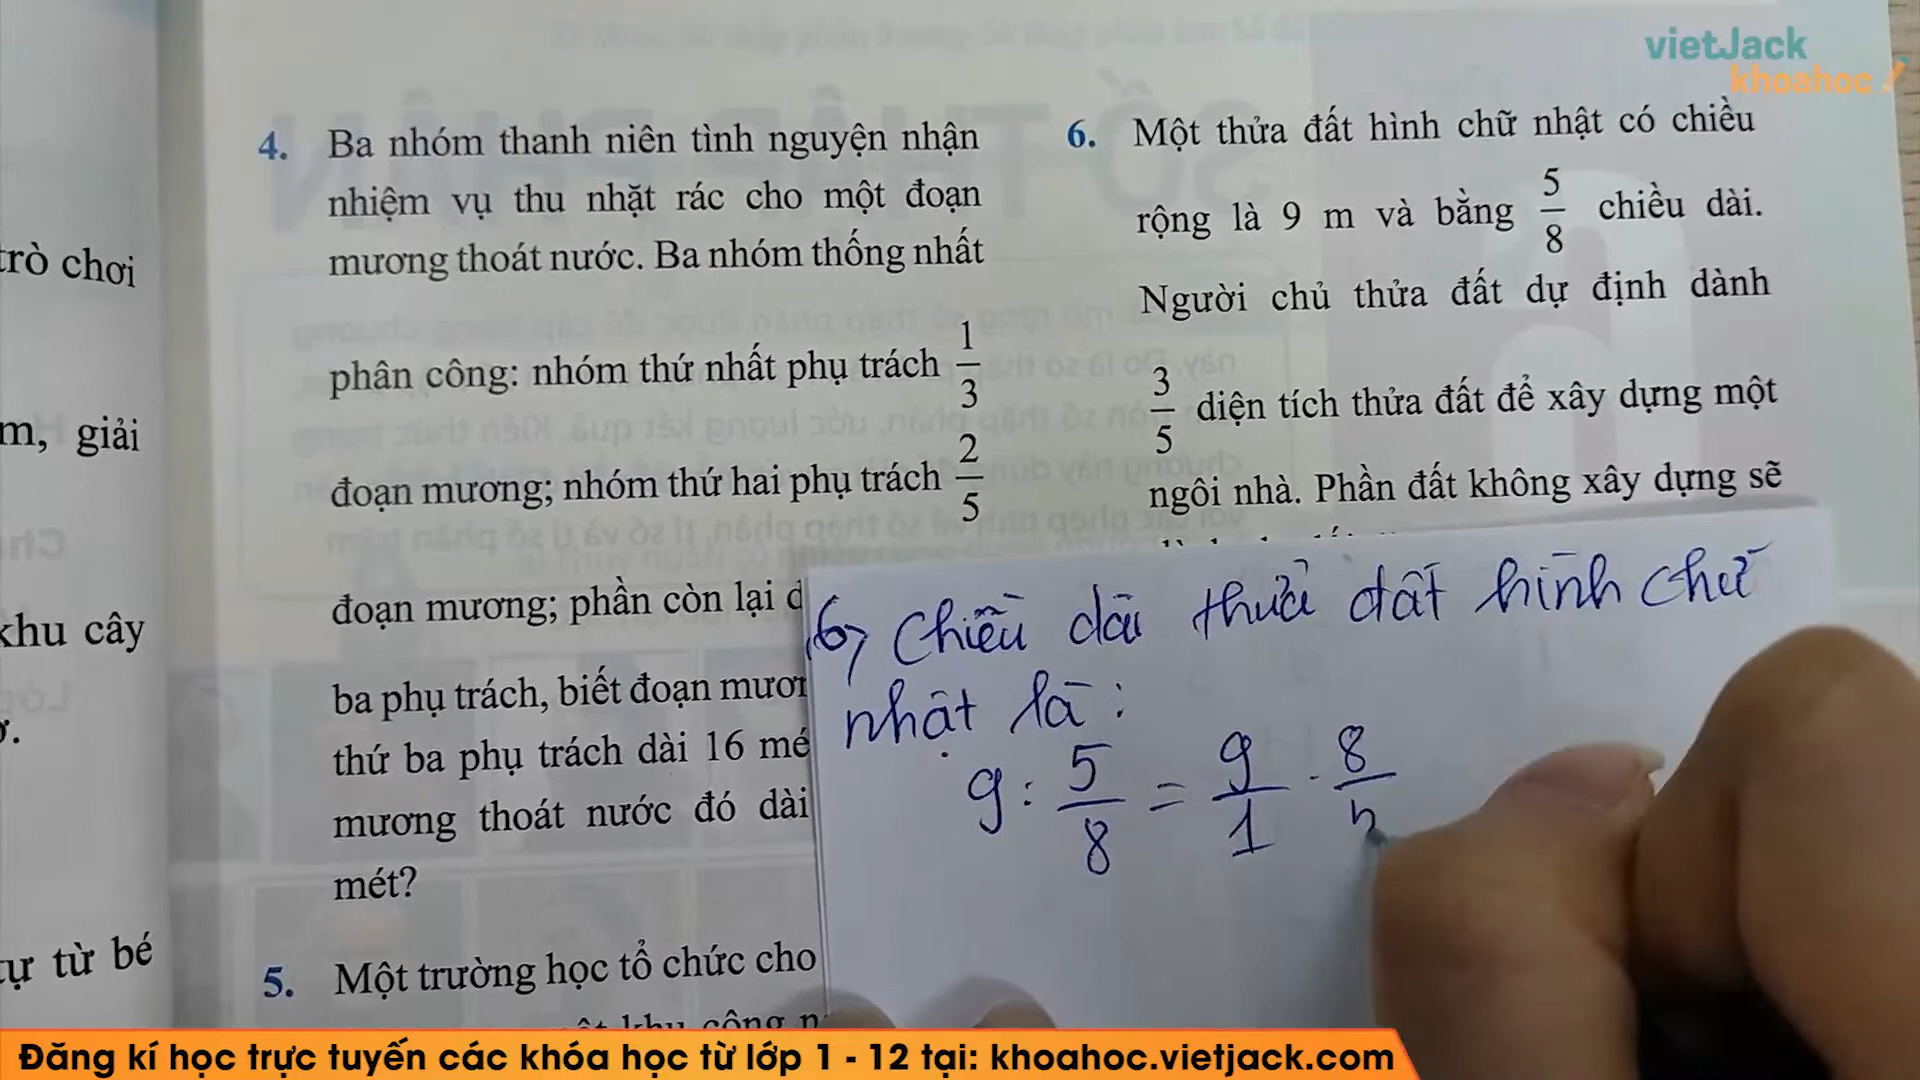 vietJack
khoahoc
trò chơi
m, giải
khu cây
tự từ bé
4. Ba nhóm thanh niên tình nguyện nhận
nhiệm vụ thu nhặt rác cho một đoạn
mương thoát nước. Ba nhóm thống nhất
phân công: nhóm thứ nhất phụ trách 1/3
đoạn mương; nhóm thứ hai phụ trách 2/5
đoạn mương; phần còn lại d
ba phụ trách, biết đoạn mươn
thứ ba phụ trách dài 16 mé
mương thoát nước đó dài
mét?
5. Một trường học tổ chức cho
6. Một thửa đất hình chữ nhật có chiều
rộng là 9 m và bằng 5/8 chiều dài.
Người chủ thửa đất dự định dành
3/5 diện tích thửa đất để xây dựng một
ngôi nhà. Phần đất không xây dựng sẽ
6, Chiều dài thửa đất hình chữ
nhật là:
9 : 5/8 = 9/1 . 8/5
Đăng kí học trực tuyến các khóa học từ lớp 1 - 12 tại: khoahoc.vietjack.com